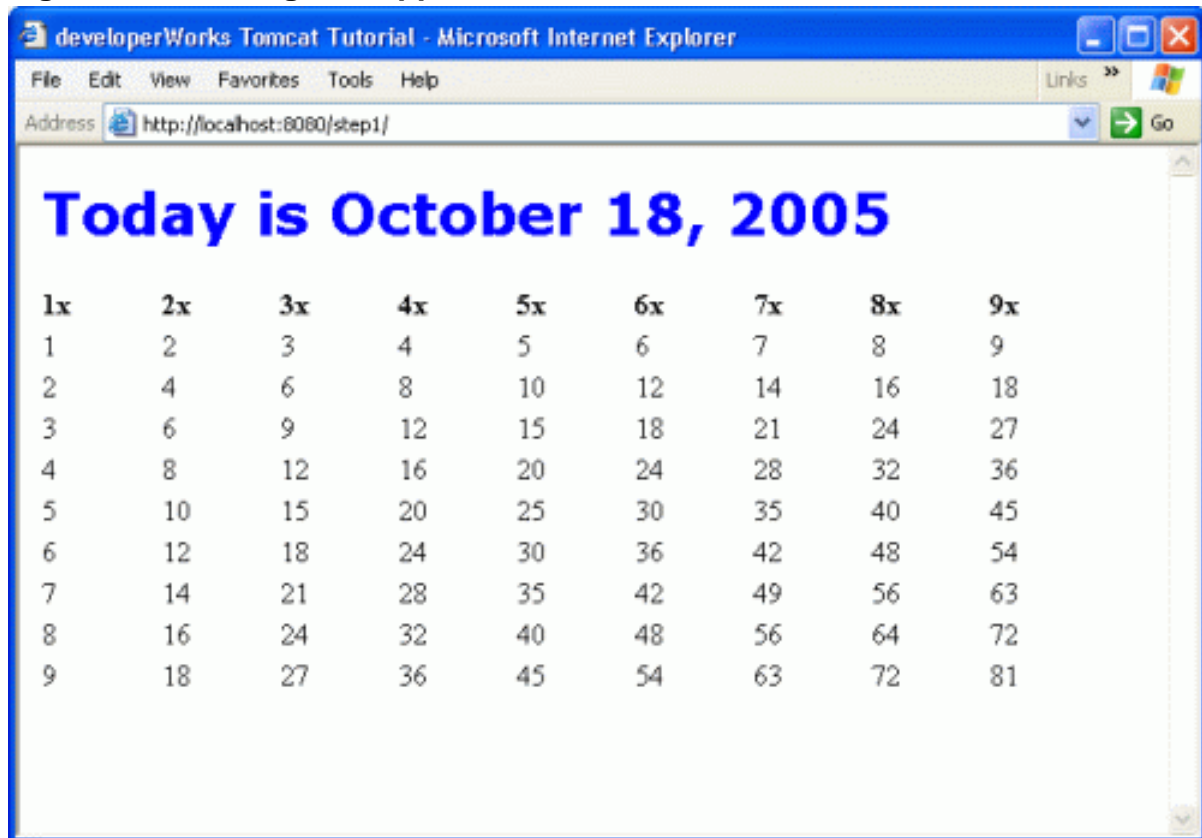 developerWorks Tomcat Tutorial - Microsoft Internet Explorer
File Edit View Favorites Tools Help Links »
Address http://localhost:8080/step1/ Go
Today is October 18, 2005
1x 2x 3x 4x 5x 6x 7x 8x 9x
1 2 3 4 5 6 7 8 9
2 4 6 8 10 12 14 16 18
3 6 9 12 15 18 21 24 27
4 8 12 16 20 24 28 32 36
5 10 15 20 25 30 35 40 45
6 12 18 24 30 36 42 48 54
7 14 21 28 35 42 49 56 63
8 16 24 32 40 48 56 64 72
9 18 27 36 45 54 63 72 81